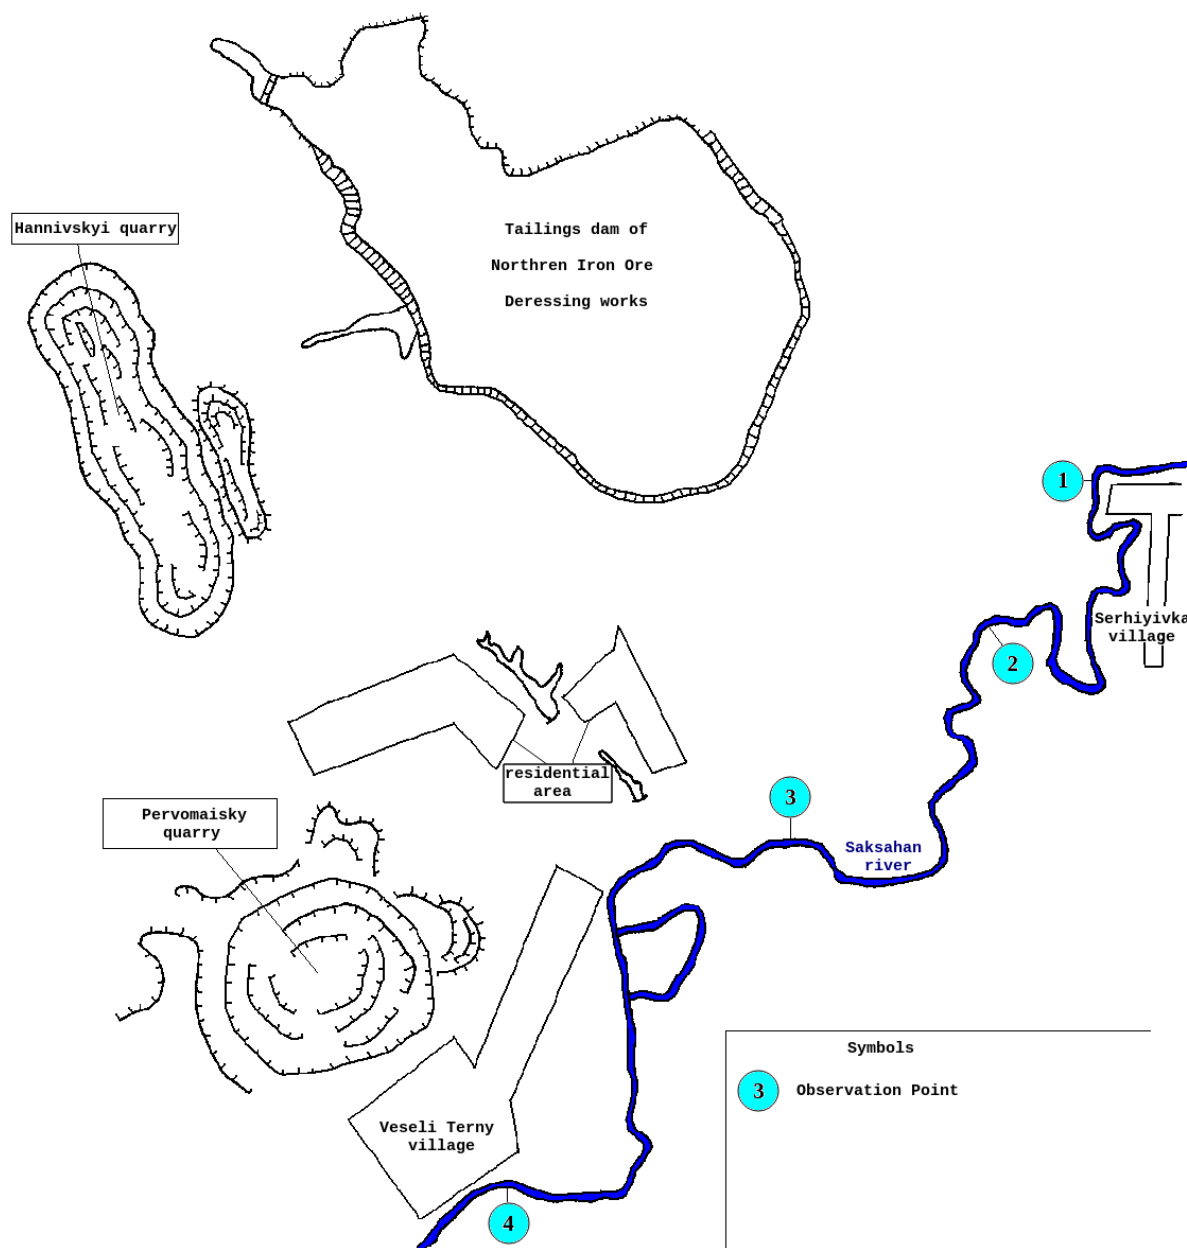 Tailings dam of
Northren Iron Ore
Deressing works
Hannivskyi quarry
1
Serhiyivka
village
2
residential
area
3
Saksahan
river
Pervomaisky
quarry
Veseli Terny
village
4
Symbols
3 Observation Point